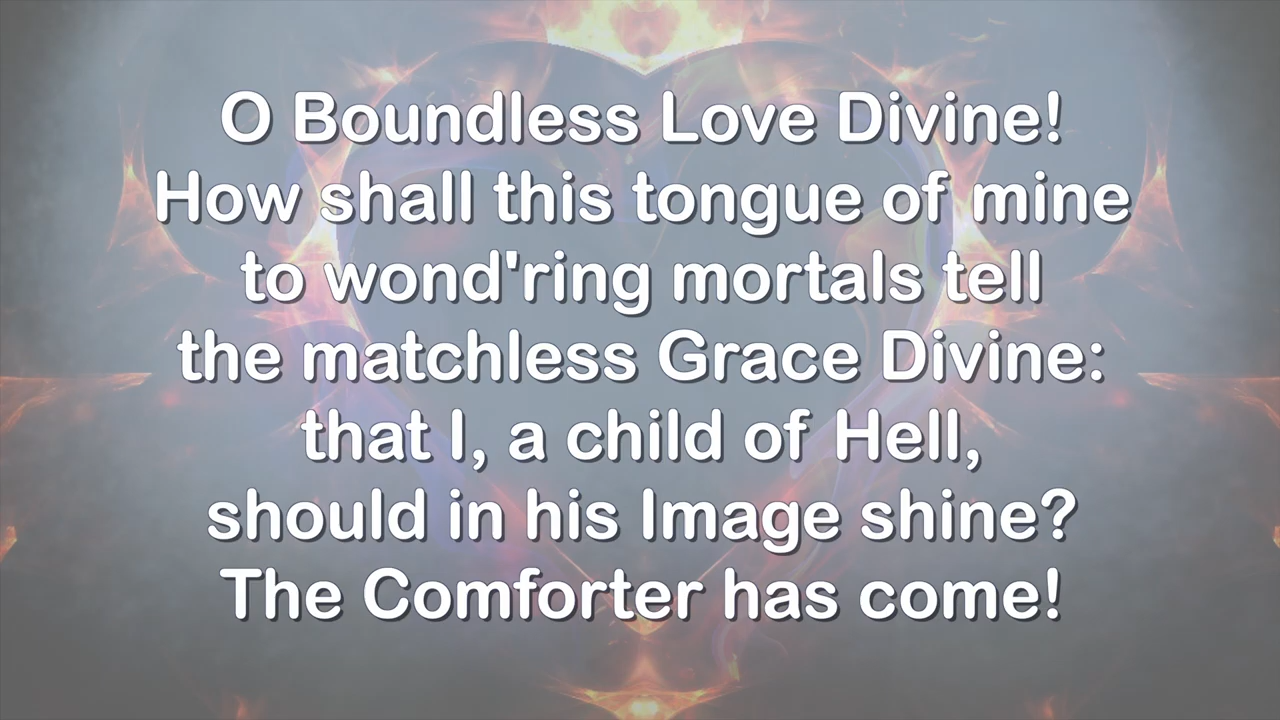 O Boundless Love Divine!
How shall this tongue of mine
to wond'ring mortals tell
the matchless Grace Divine:
that I, a child of Hell,
should in his Image shine?
The Comforter has come!